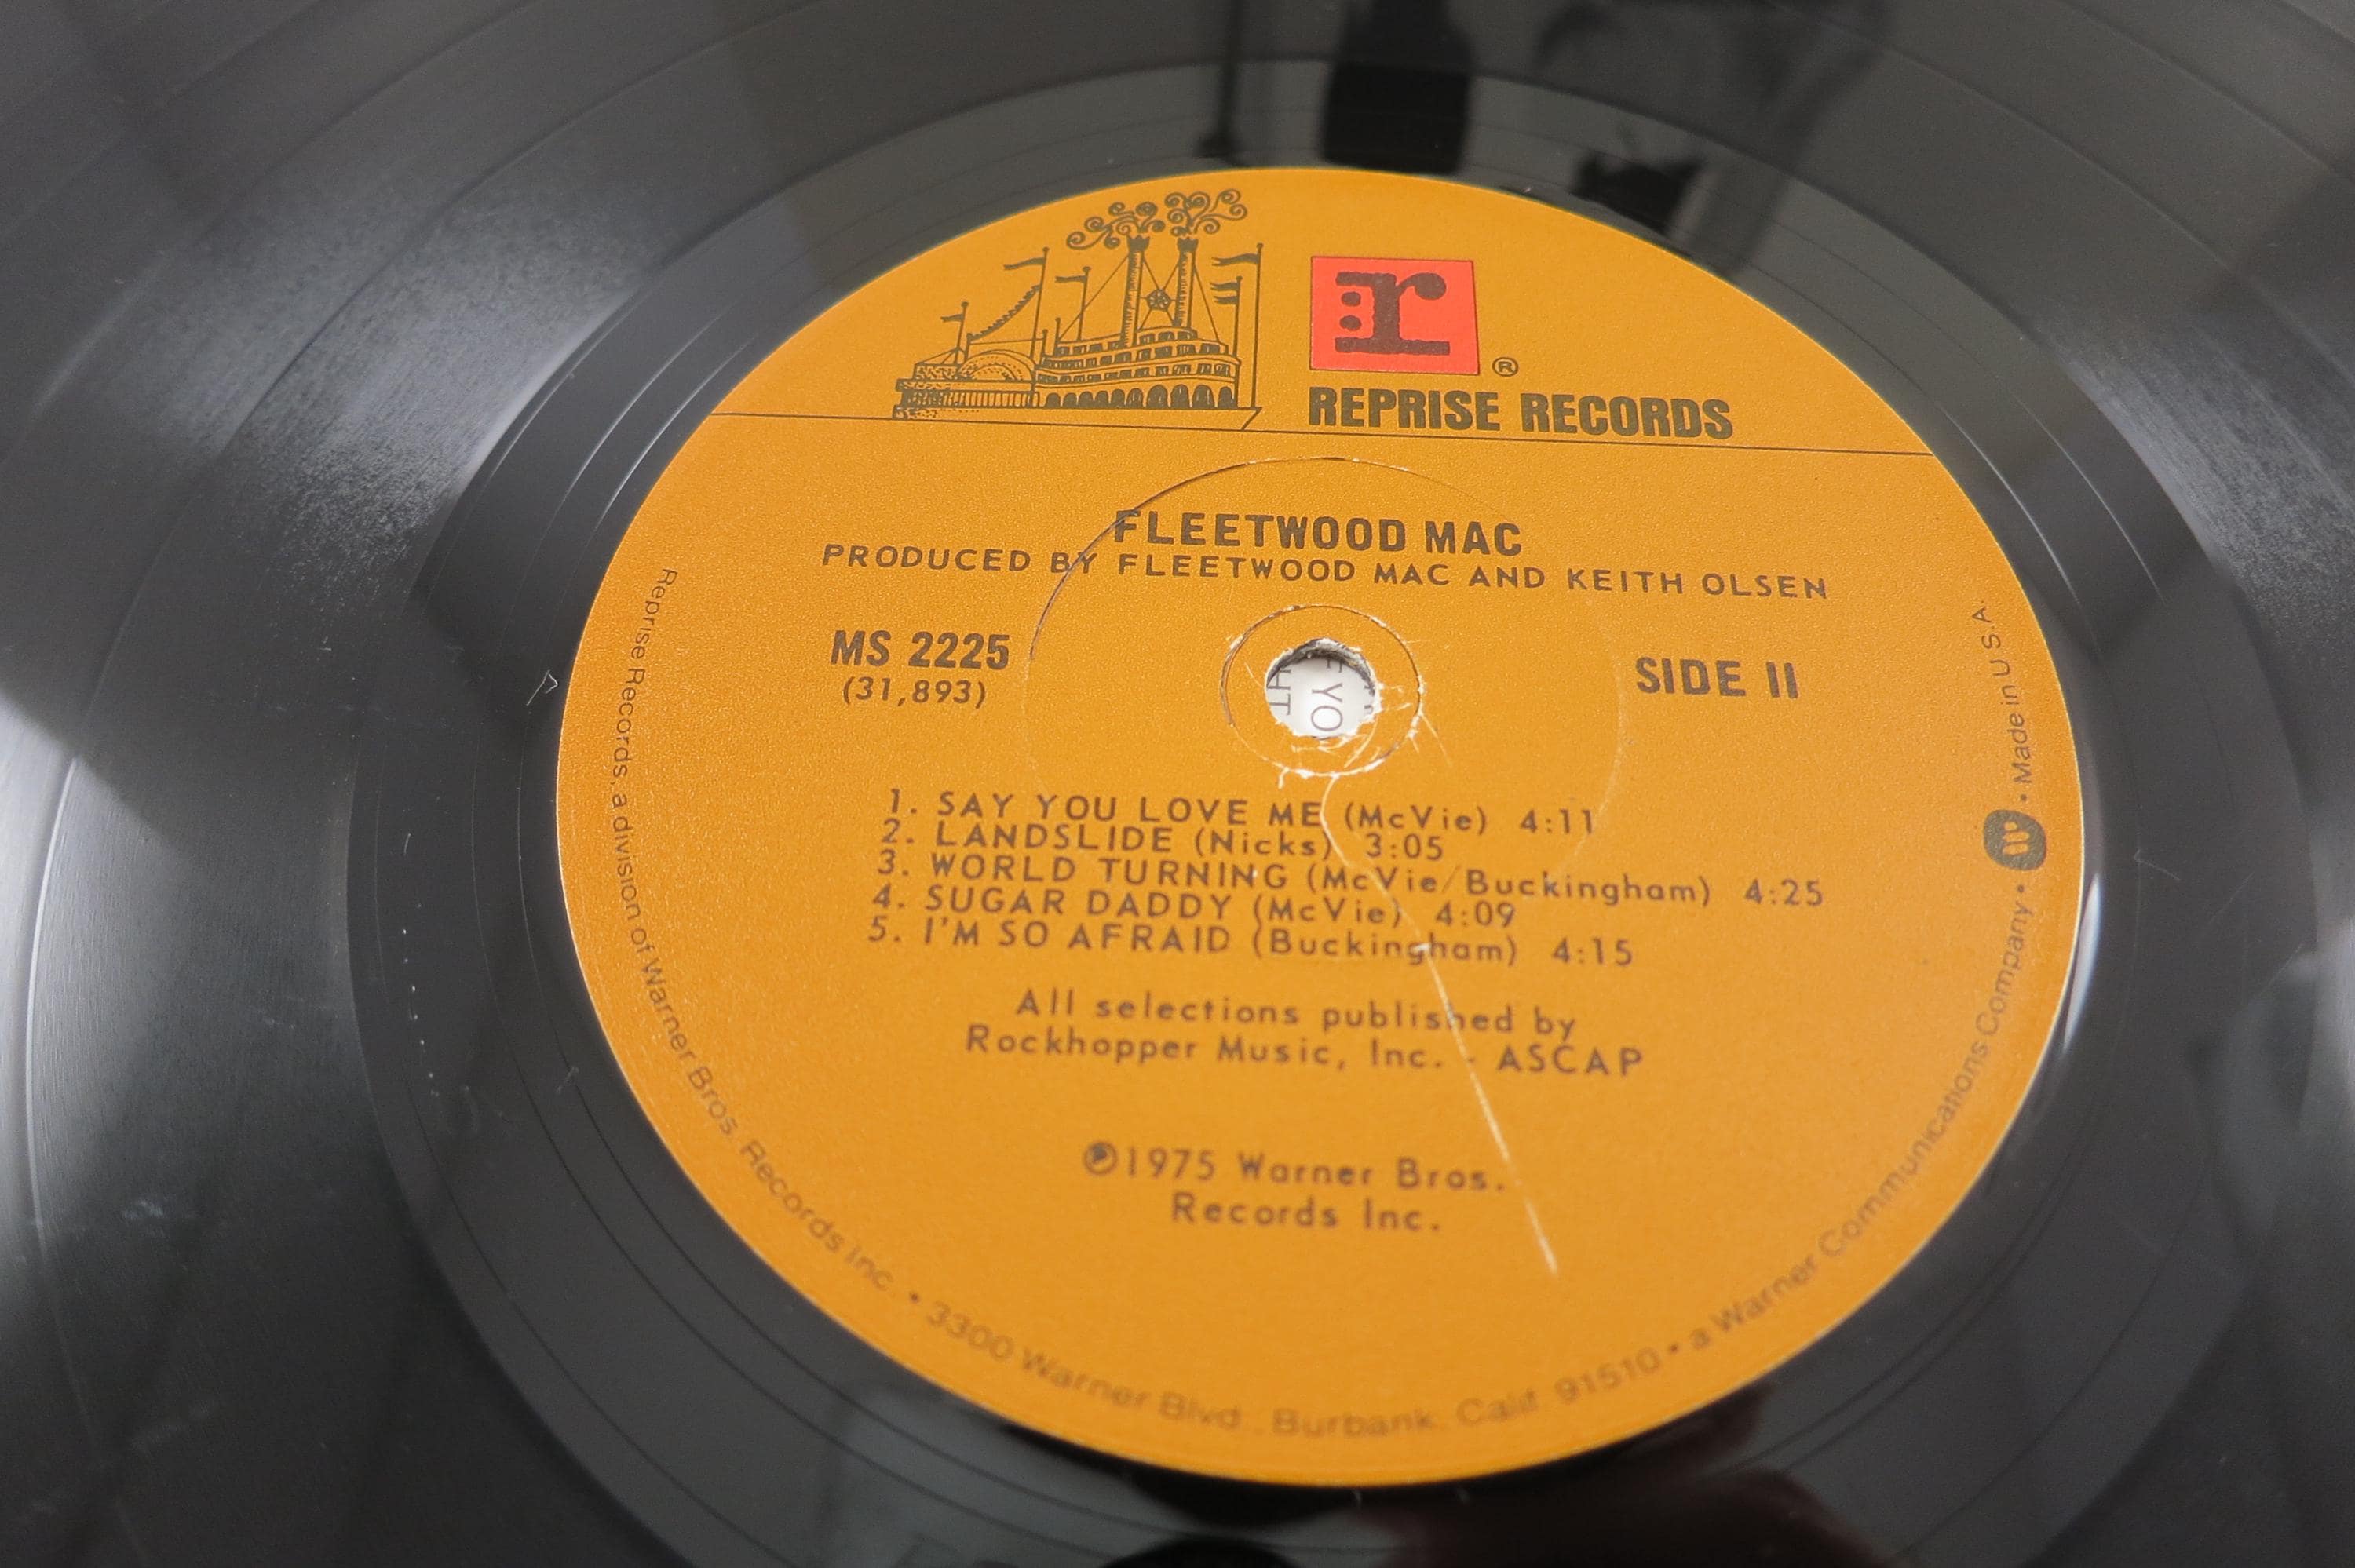 r
®
REPRISE RECORDS
FLEETWOOD MAC
PRODUCED BY FLEETWOOD MAC AND KEITH OLSEN
MS 2225
(31,893)
SIDE II
1. SAY YOU LOVE ME (McVie) 4:11
2. LANDSLIDE (Nicks) 3:05
3. WORLD TURNING (McVie/Buckingham) 4:25
4. SUGAR DADDY (McVie) 4:09
5. I'M SO AFRAID (Buckingham) 4:15
All selections published by
Rockhopper Music, Inc. - ASCAP
℗1975 Warner Bros.
Records Inc.
Reprise Records, a division of Warner Bros. Records Inc. • 3300 Warner Blvd., Burbank, Calif. 91510 • a Warner Communications Company • W • Made in U.S.A.